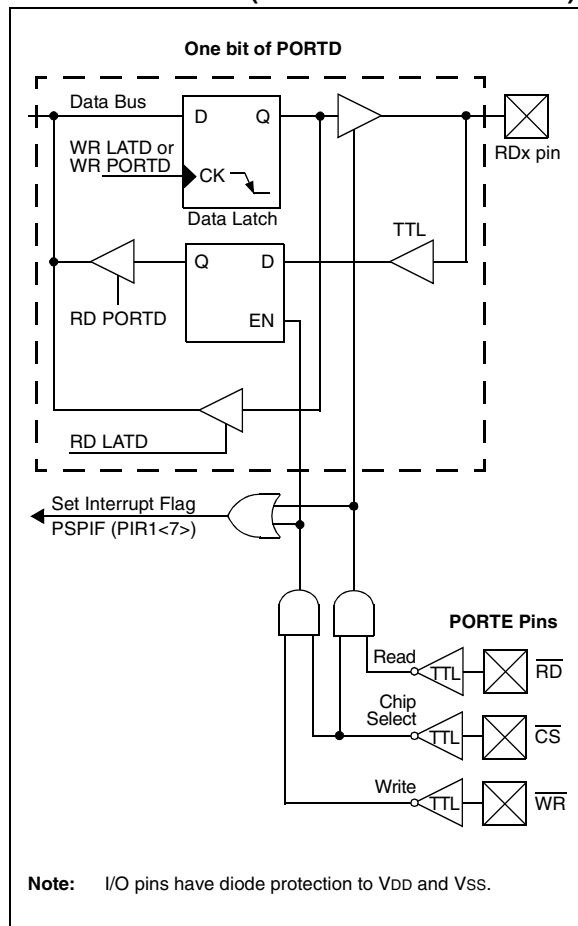 One bit of PORTD
Data Bus
D Q
RDx pin
WR LATD or
WR PORTD
CK
Data Latch
TTL
Q D
EN
RD PORTD
RD LATD
Set Interrupt Flag
PSPIF (PIR1<7>)
PORTE Pins
Read
TTL
RD
Chip
Select
TTL
CS
Write
TTL
WR
Note: I/O pins have diode protection to VDD and VSS.